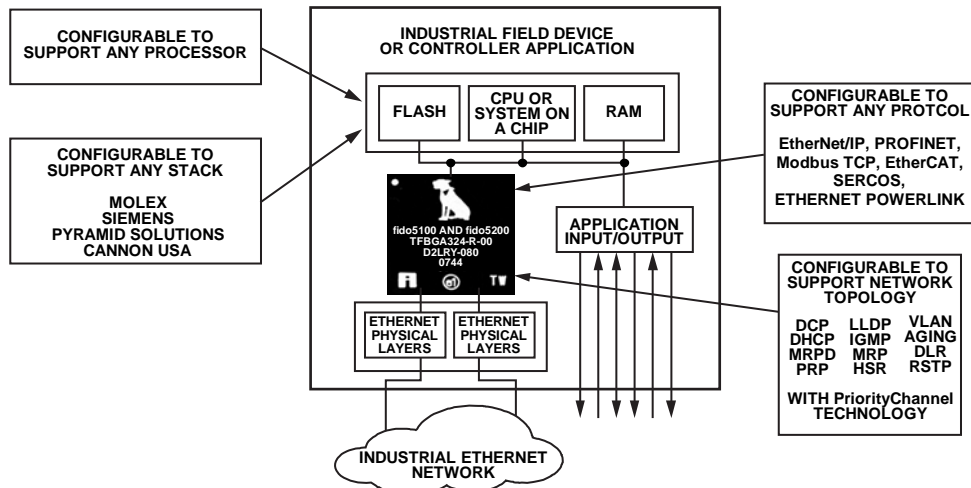 CONFIGURABLE TO
SUPPORT ANY PROCESSOR
CONFIGURABLE TO
SUPPORT ANY STACK
MOLEX
SIEMENS
PYRAMID SOLUTIONS
CANNON USA
INDUSTRIAL FIELD DEVICE
OR CONTROLLER APPLICATION
FLASH
CPU OR
SYSTEM ON
A CHIP
RAM
fido5100 AND fido5200
TFBGA324-R-00
D2LRY-080
0744
e1
TW
APPLICATION
INPUT/OUTPUT
ETHERNET
PHYSICAL
LAYERS
ETHERNET
PHYSICAL
LAYERS
INDUSTRIAL ETHERNET
NETWORK
CONFIGURABLE TO
SUPPORT ANY PROTCOL
EtherNet/IP, PROFINET,
Modbus TCP, EtherCAT,
SERCOS,
ETHERNET POWERLINK
CONFIGURABLE TO
SUPPORT NETWORK
TOPOLOGY
DCP LLDP VLAN
DHCP IGMP AGING
MRPD MRP DLR
PRP HSR RSTP
WITH PriorityChannel
TECHNOLOGY